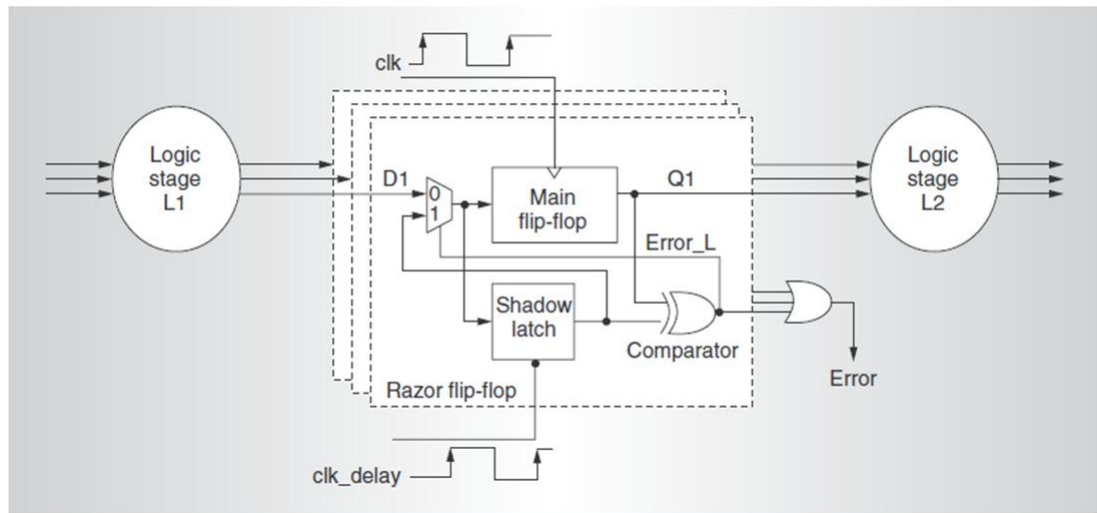 clk
Logic
stage
L1
D1
0
1
Main
flip-flop
Q1
Logic
stage
L2
Error_L
Shadow
latch
Comparator
Error
Razor flip-flop
clk_delay